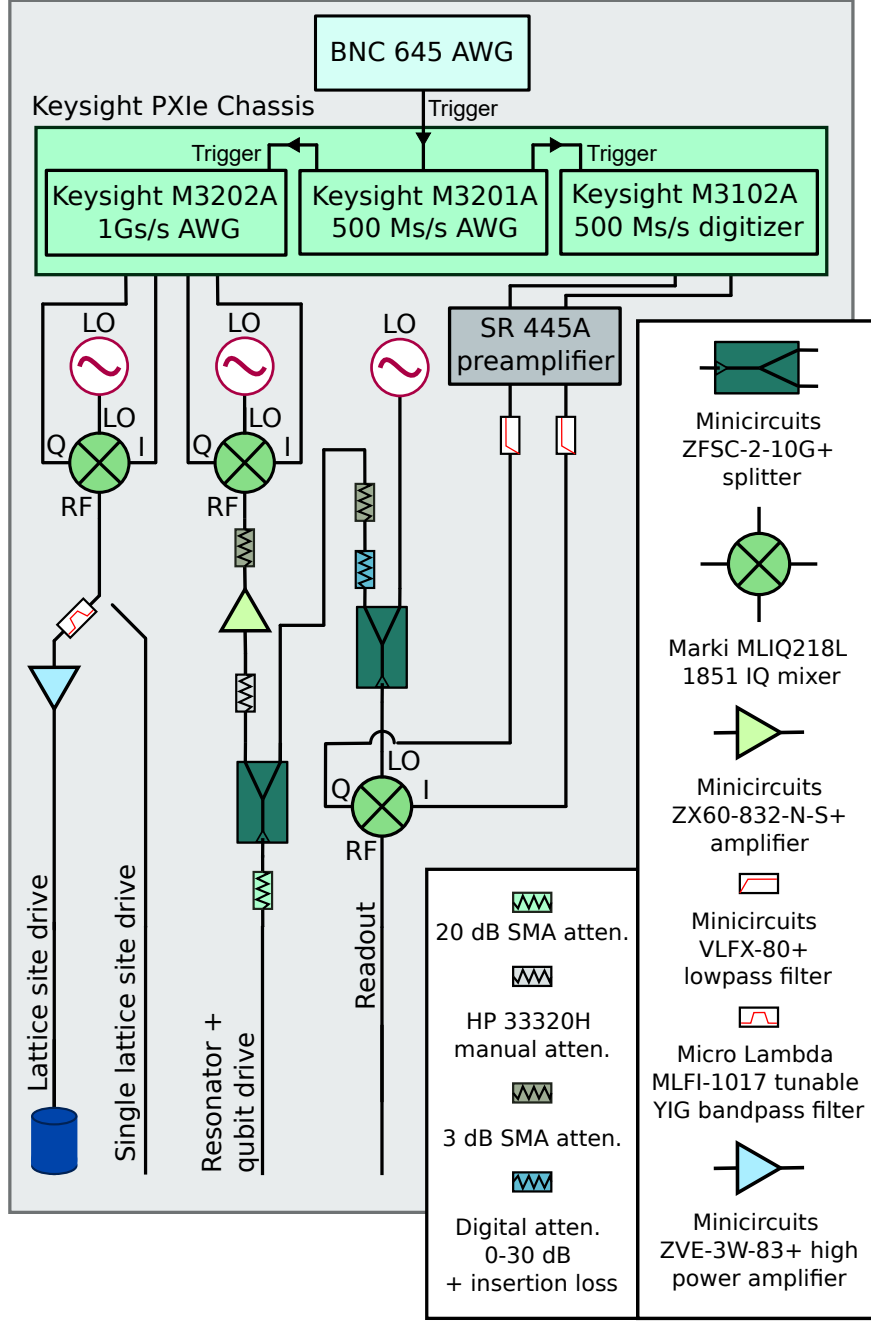 BNC 645 AWG
Keysight PXIe Chassis
Trigger
Trigger
Trigger
Keysight M3202A
1Gs/s AWG
Keysight M3201A
500 Ms/s AWG
Keysight M3102A
500 Ms/s digitizer
LO
LO
LO
SR 445A
preamplifier
LO
Q
I
RF
LO
Q
I
RF
LO
Q
I
RF
Lattice site drive
Single lattice site drive
Resonator +
qubit drive
Readout
20 dB SMA atten.
HP 33320H
manual atten.
3 dB SMA atten.
Digital atten.
0-30 dB
+ insertion loss
Minicircuits
ZFSC-2-10G+
splitter
Marki MLIQ218L
1851 IQ mixer
Minicircuits
ZX60-832-N-S+
amplifier
Minicircuits
VLFX-80+
lowpass filter
Micro Lambda
MLFI-1017 tunable
YIG bandpass filter
Minicircuits
ZVE-3W-83+ high
power amplifier